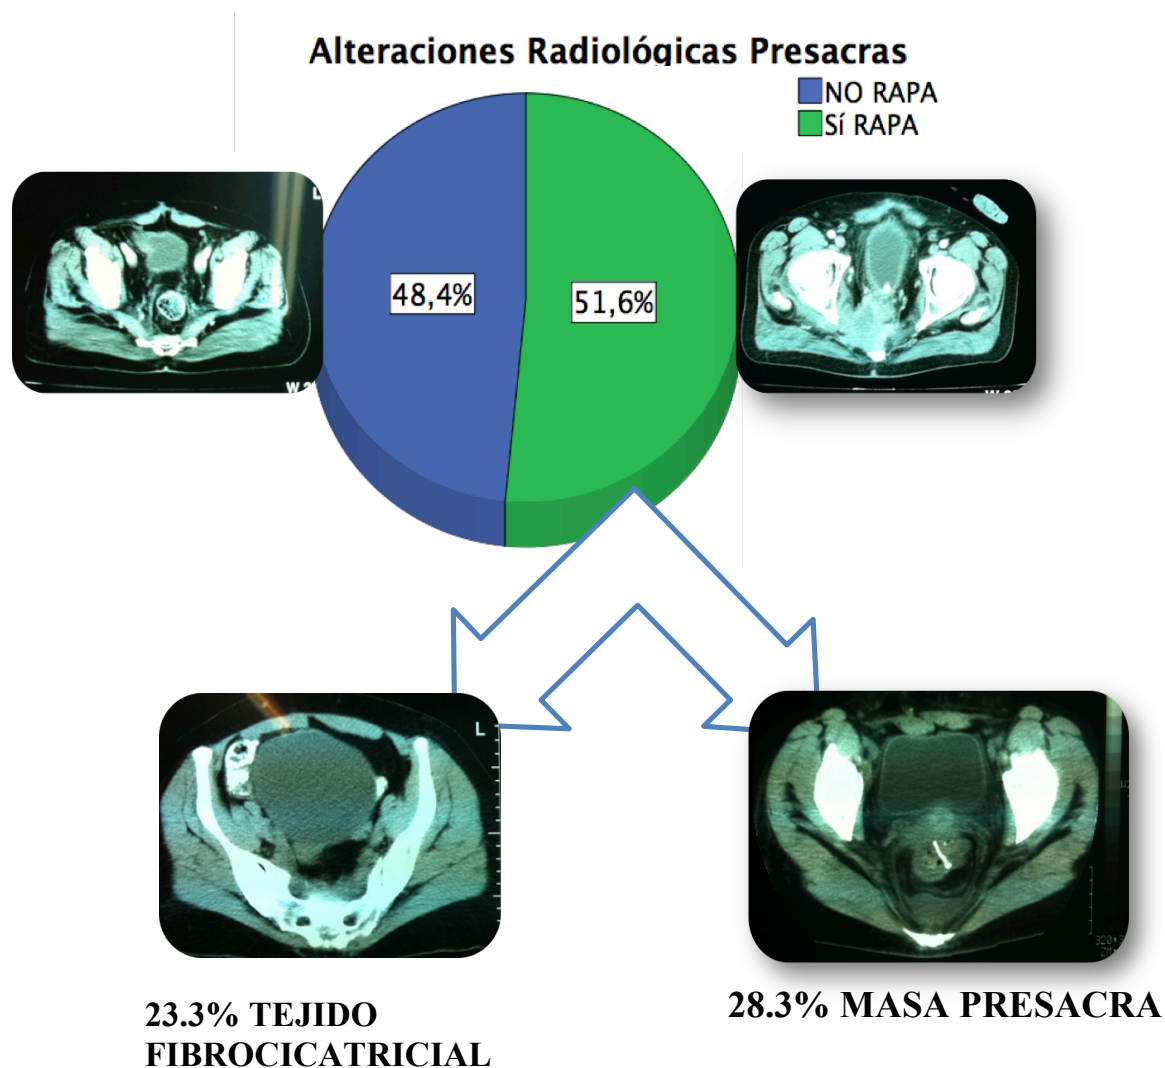 Alteraciones Radiológicas Presacras
NO RAPA
Sí RAPA
L
48,4%
51,6%
W
W
L
23.3% TEJIDO
FIBROCICATRICIAL
28.3% MASA PRESACRA